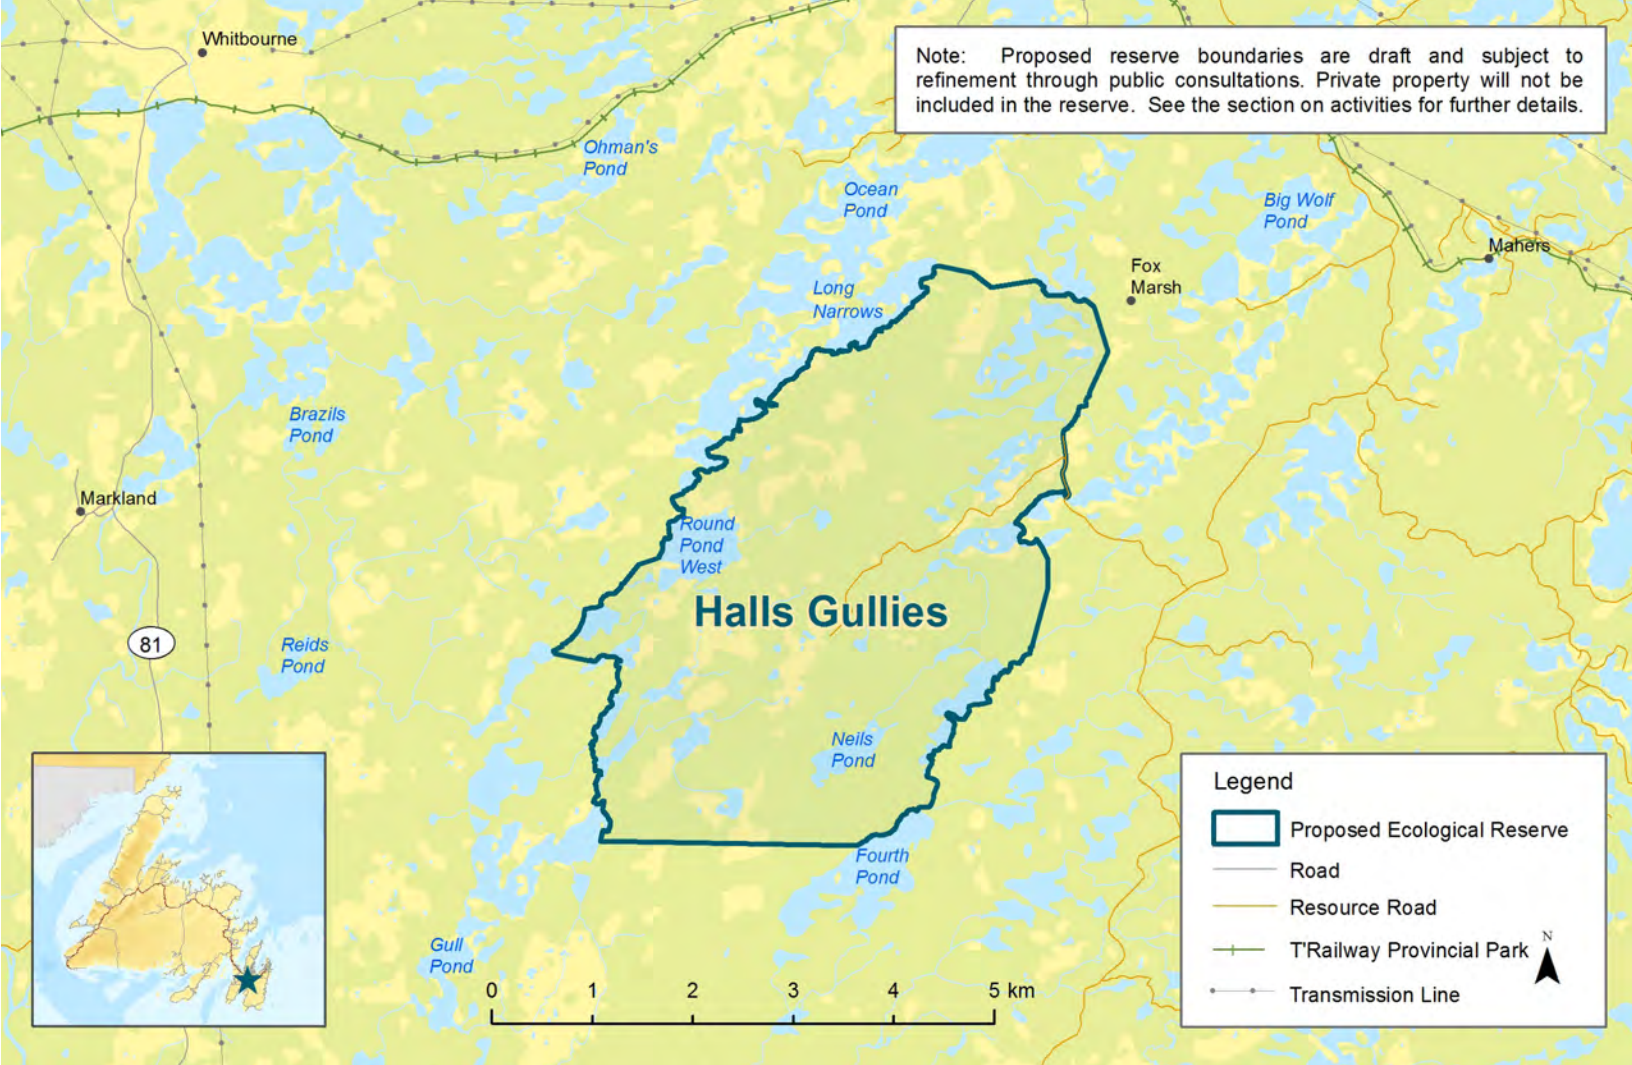 Whitbourne
Note: Proposed reserve boundaries are draft and subject to
refinement through public consultations. Private property will not be
included in the reserve. See the section on activities for further details.
Ohman's
Pond
Ocean
Pond
Big Wolf
Pond
Mahers
Fox
Marsh
Long
Narrows
Brazils
Pond
Markland
Round
Pond
West
Halls Gullies
81
Reids
Pond
Neils
Pond
Fourth
Pond
Gull
Pond
0 1 2 3 4 5 km
Legend
Proposed Ecological Reserve
Road
Resource Road
T'Railway Provincial Park
Transmission Line
N